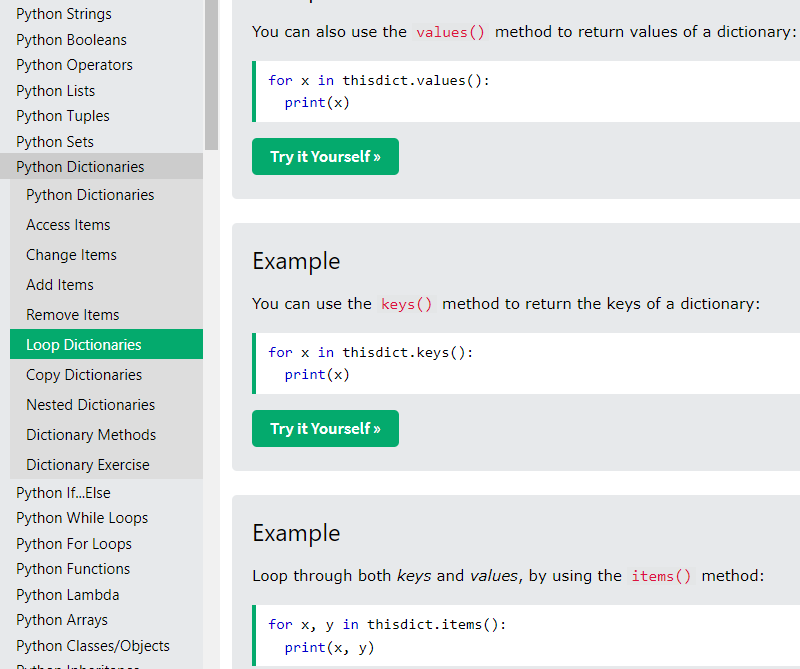 Python Strings
Python Booleans
Python Operators
Python Lists
Python Tuples
Python Sets
Python Dictionaries
Python Dictionaries
Access Items
Change Items
Add Items
Remove Items
Loop Dictionaries
Copy Dictionaries
Nested Dictionaries
Dictionary Methods
Dictionary Exercise
Python If...Else
Python While Loops
Python For Loops
Python Functions
Python Lambda
Python Arrays
Python Classes/Objects
Python Inheritance
You can also use the values() method to return values of a dictionary:
for x in thisdict.values():
  print(x)
Try it Yourself »
Example
You can use the keys() method to return the keys of a dictionary:
for x in thisdict.keys():
  print(x)
Try it Yourself »
Example
Loop through both keys and values, by using the items() method:
for x, y in thisdict.items():
  print(x, y)